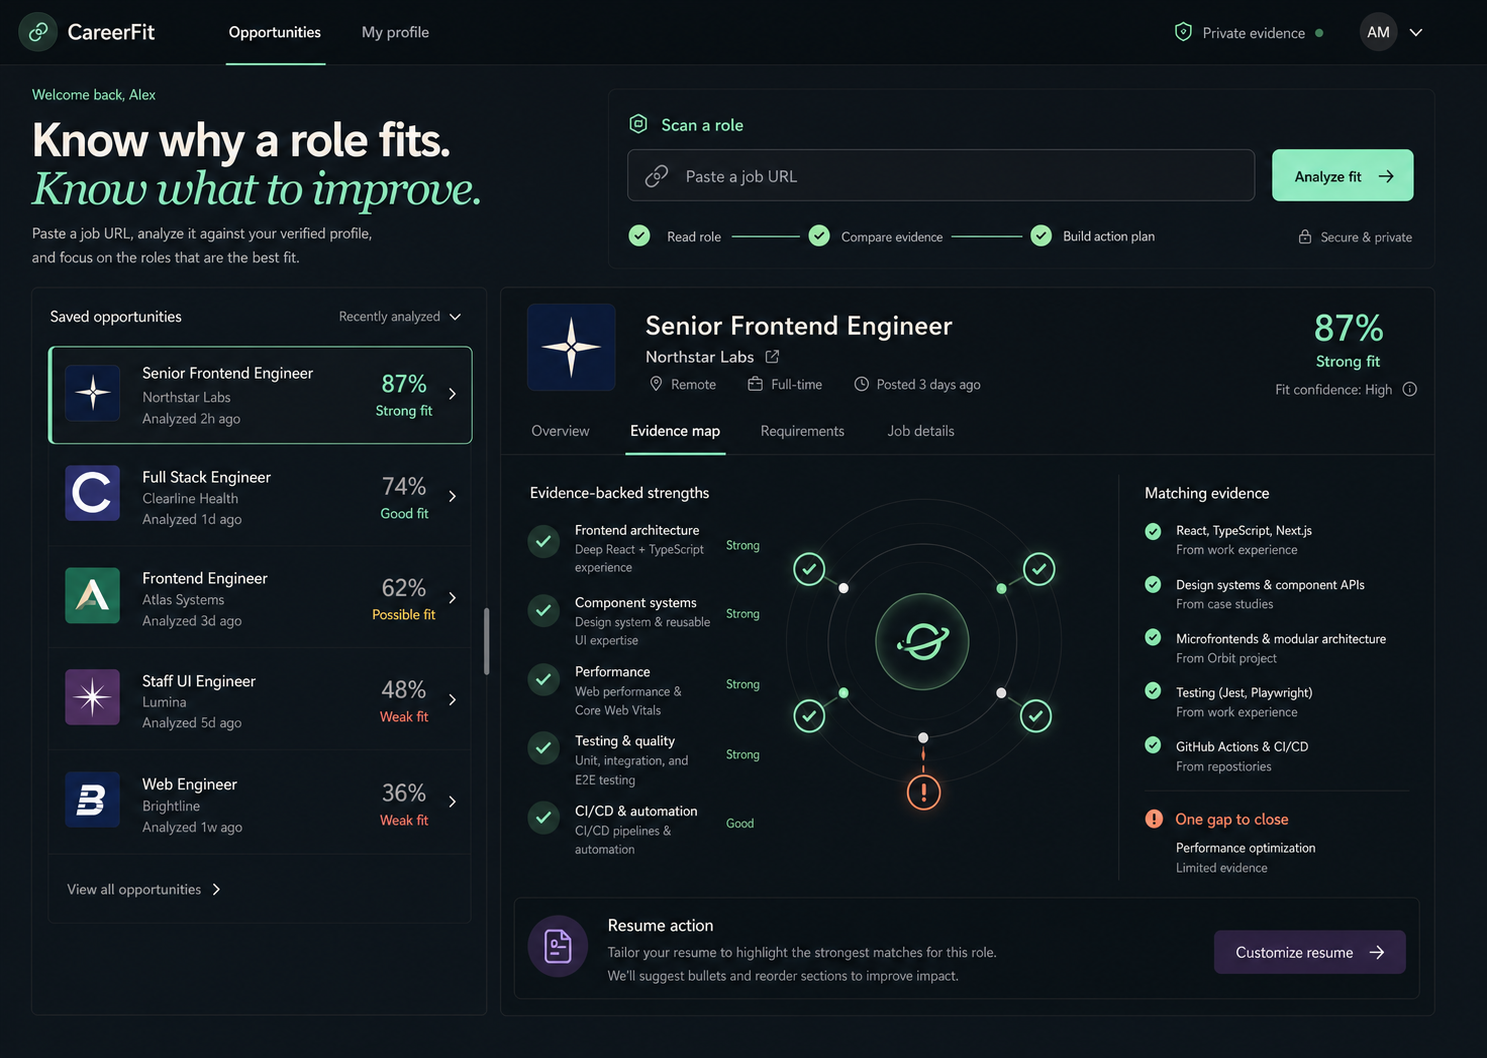 CareerFit
Opportunities
My profile
Private evidence
AM
Welcome back, Alex
Know why a role fits.
Know what to improve.
Paste a job URL, analyze it against your verified profile,
and focus on the roles that are the best fit.
Scan a role
Paste a job URL
Analyze fit
Read role
Compare evidence
Build action plan
Secure & private
Saved opportunities
Recently analyzed
Senior Frontend Engineer
Northstar Labs
Analyzed 2h ago
87%
Strong fit
C
Full Stack Engineer
Clearline Health
Analyzed 1d ago
74%
Good fit
Frontend Engineer
Atlas Systems
Analyzed 3d ago
62%
Possible fit
Staff UI Engineer
Lumina
Analyzed 5d ago
48%
Weak fit
B
Web Engineer
Brightline
Analyzed 1w ago
36%
Weak fit
View all opportunities
Senior Frontend Engineer
Northstar Labs
Remote
Full-time
Posted 3 days ago
87%
Strong fit
Fit confidence: High
Overview
Evidence map
Requirements
Job details
Evidence-backed strengths
Frontend architecture
Deep React + TypeScript
experience
Strong
Component systems
Design system & reusable
UI expertise
Strong
Performance
Web performance &
Core Web Vitals
Strong
Testing & quality
Unit, integration, and
E2E testing
Strong
CI/CD & automation
CI/CD pipelines &
automation
Good
Matching evidence
React, TypeScript, Next.js
From work experience
Design systems & component APIs
From case studies
Microfrontends & modular architecture
From Orbit project
Testing (Jest, Playwright)
From work experience
GitHub Actions & CI/CD
From repostiories
One gap to close
Performance optimization
Limited evidence
Resume action
Tailor your resume to highlight the strongest matches for this role.
We'll suggest bullets and reorder sections to improve impact.
Customize resume